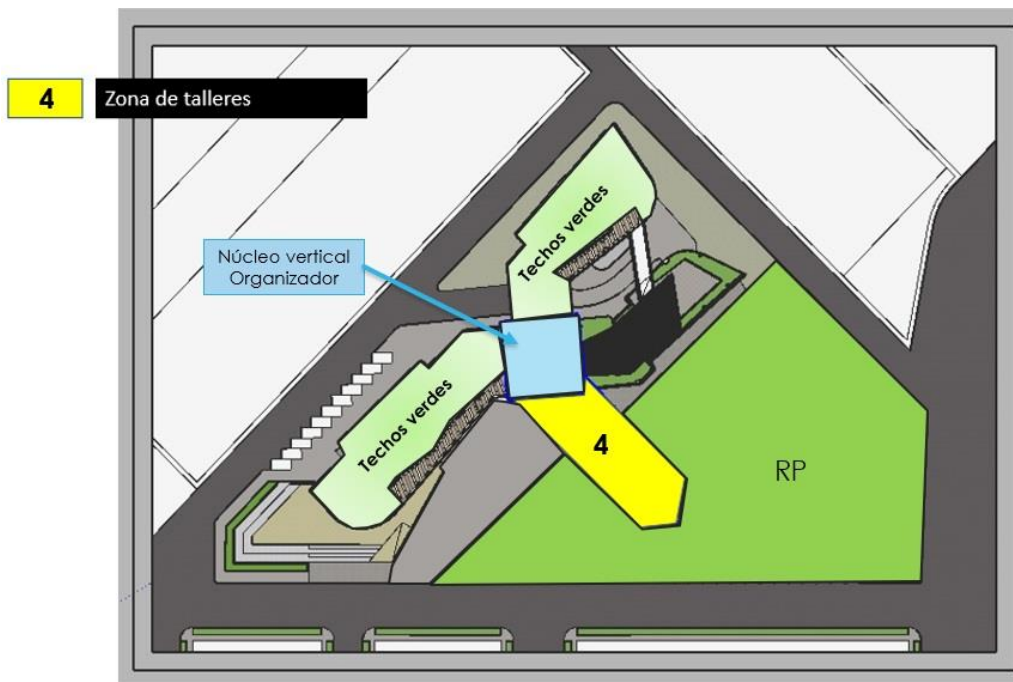 4
Zona de talleres
Techos verdes
Núcleo vertical
Organizador
Techos verdes
4
RP